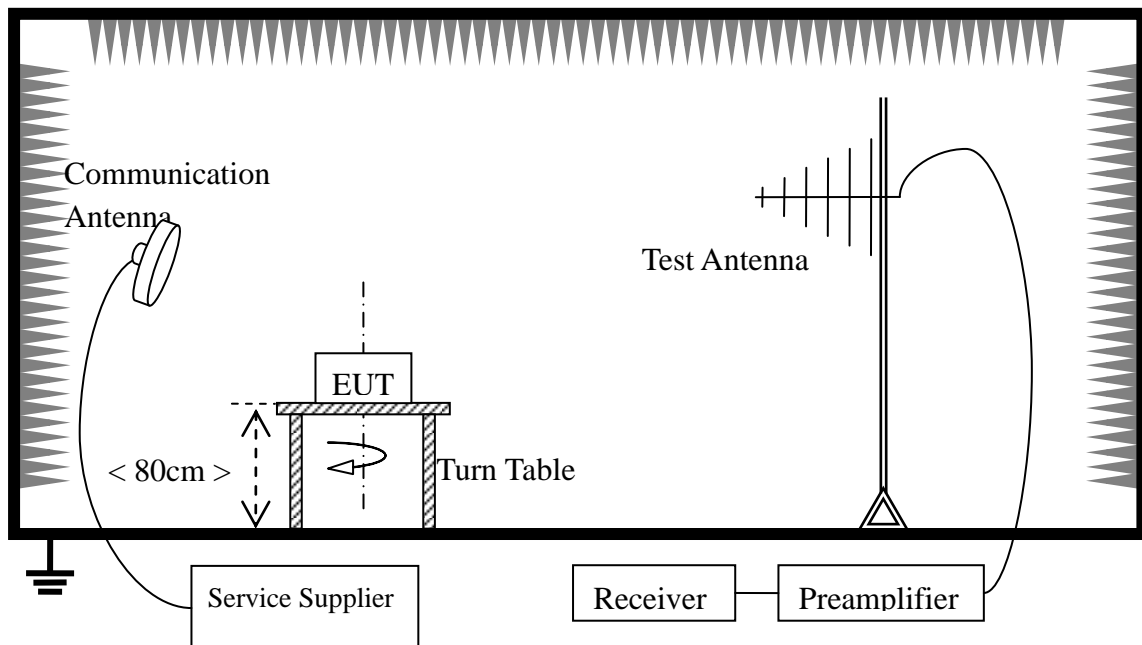 Communication
Antenna
Test Antenna
EUT
< 80cm >
Turn Table
Service Supplier
Receiver
Preamplifier